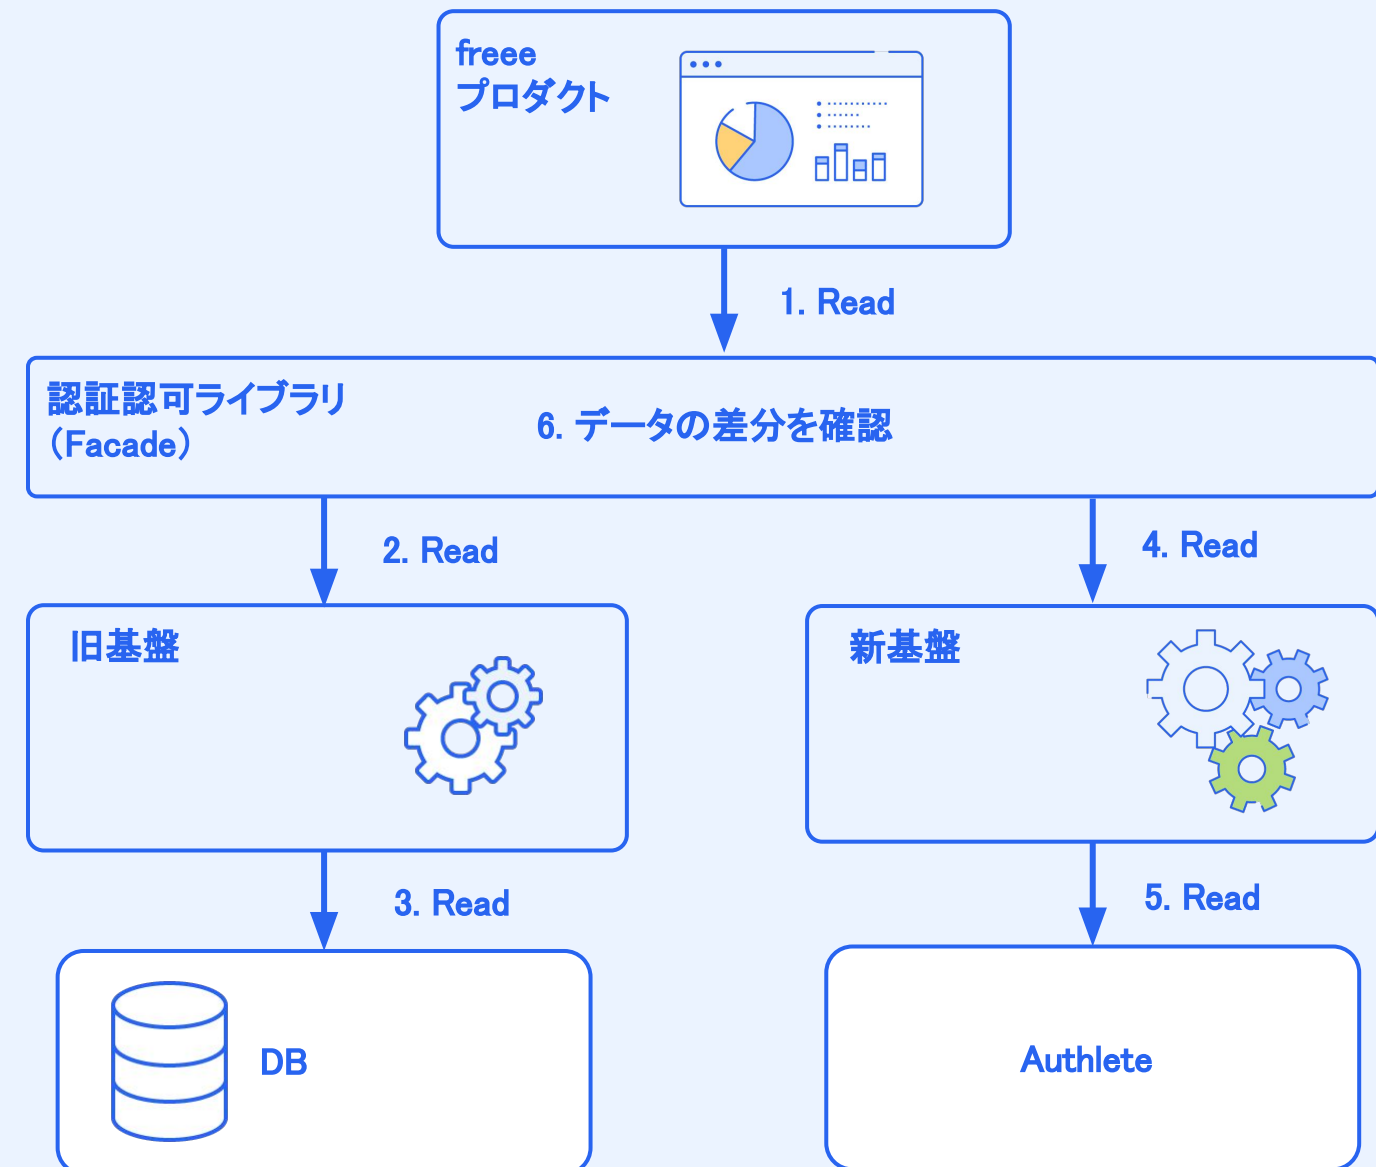 freee
プロダクト
1. Read
認証認可ライブラリ
（Facade）
6. データの差分を確認
2. Read
4. Read
旧基盤
新基盤
3. Read
5. Read
DB
Authlete